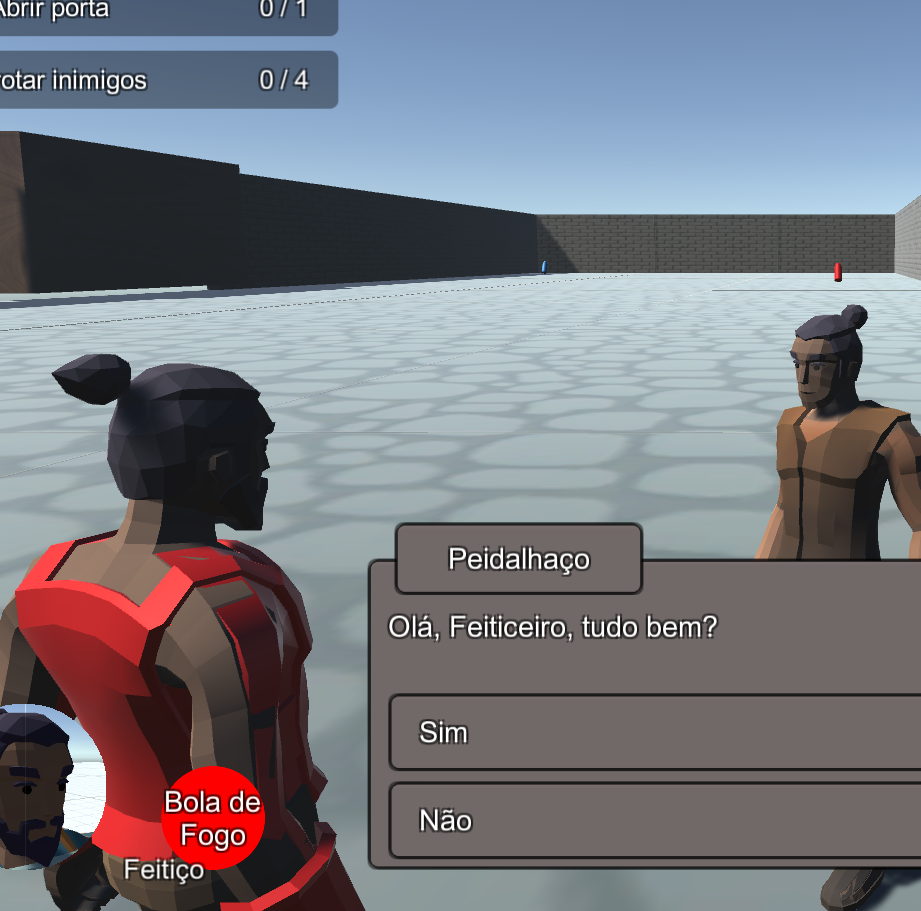 Abrir porta 0 / 1
rotar inimigos 0 / 4
Peidalhaço
Olá, Feiticeiro, tudo bem?
Sim
Não
Bola de
Fogo
Feitiço